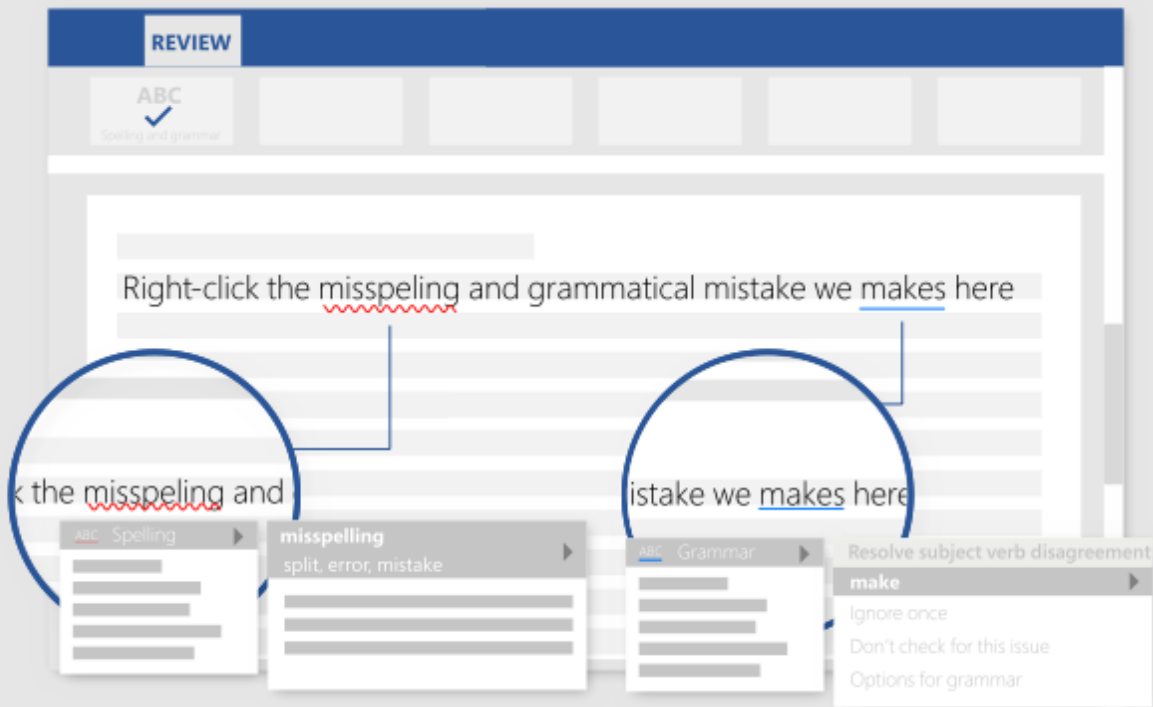 REVIEW
ABC
Spelling and grammar
Right-click the misspeling and grammatical mistake we makes here
k the misspeling and
istake we makes here
ABC Spelling
misspelling
split, error, mistake
ABC Grammar
Resolve subject verb disagreement
make
Ignore once
Don't check for this issue
Options for grammar